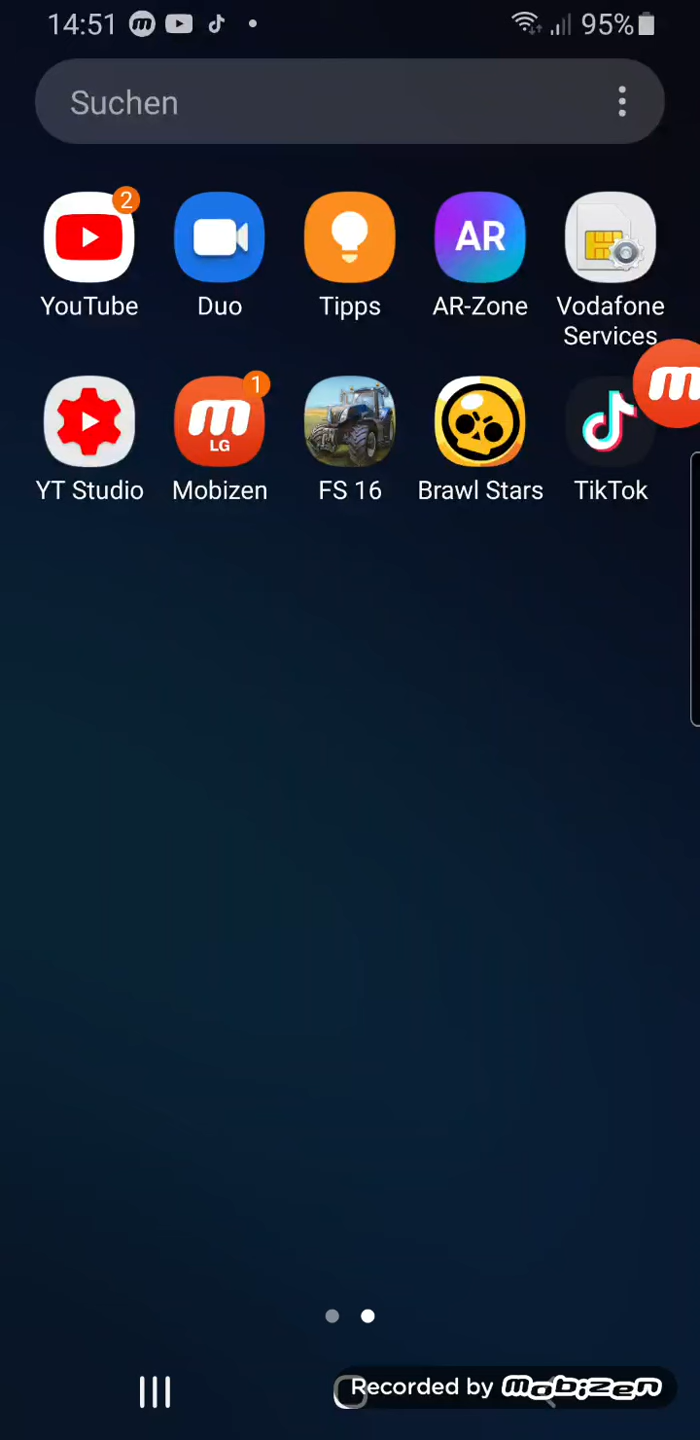 14:51
95%
Suchen
2
AR
YouTube
Duo
Tipps
AR-Zone
Vodafone
Services
1
m
m
LG
YT Studio
Mobizen
FS 16
Brawl Stars
TikTok
Recorded by Mobizen